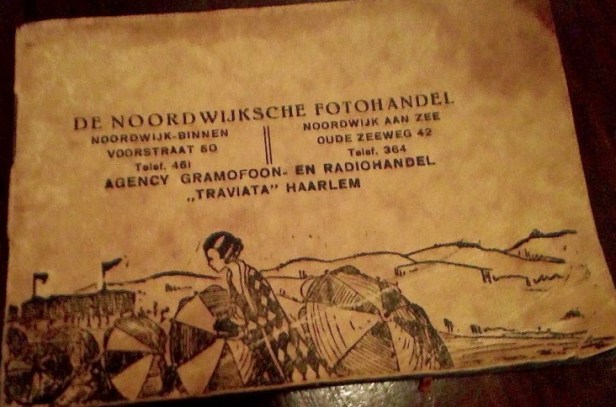 DE NOORDWIJKSCHE FOTOHANDEL
NOORDWIJK-BINNEN
VOORSTRAAT 50
Telef. 461
NOORDWIJK AAN ZEE
OUDE ZEEWEG 42
Telef. 364
AGENCY GRAMOFOON- EN RADIOHANDEL
„TRAVIATA" HAARLEM